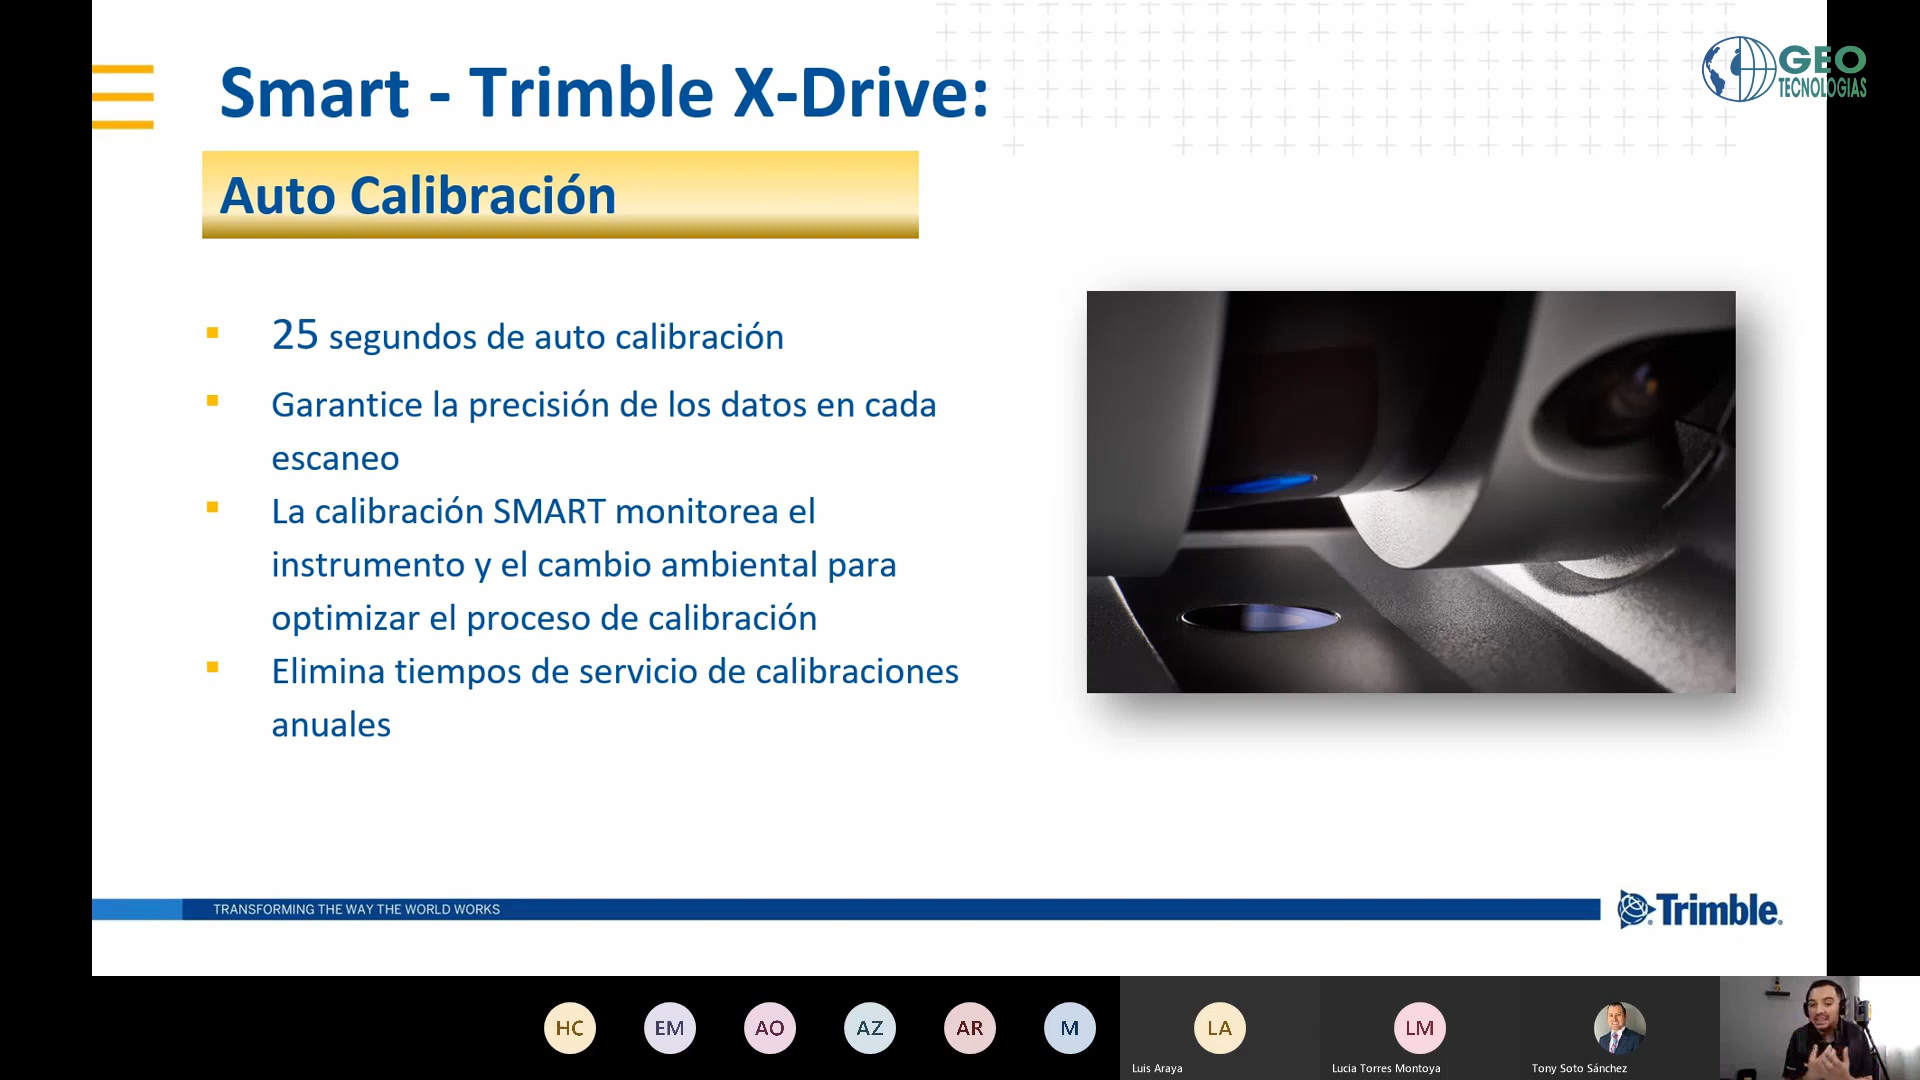 Smart - Trimble X-Drive:
GEO
TECNOLOGIAS
Auto Calibración
25 segundos de auto calibración
Garantice la precisión de los datos en cada
escaneo
La calibración SMART monitorea el
instrumento y el cambio ambiental para
optimizar el proceso de calibración
Elimina tiempos de servicio de calibraciones
anuales
TRANSFORMING THE WAY THE WORLD WORKS
Trimble
HC
EM
AO
AZ
AR
M
LA
LM
Luis Araya
Lucia Torres Montoya
Tony Soto Sánchez